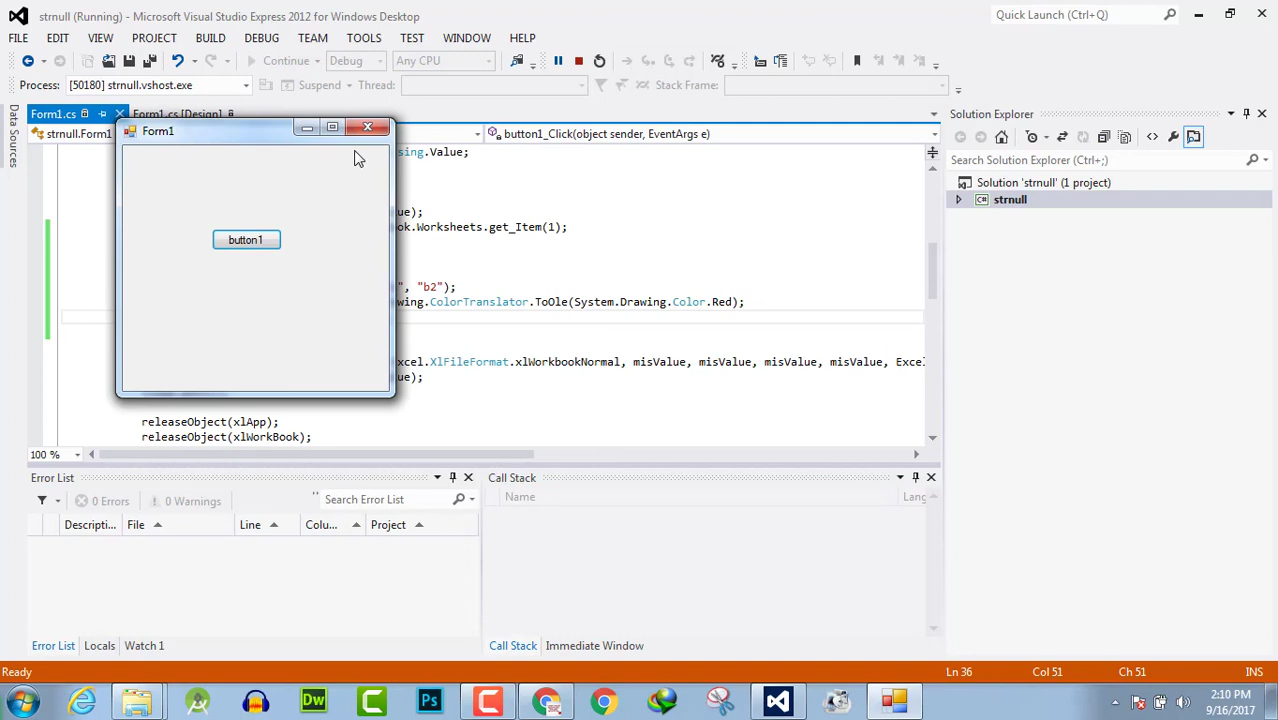 strnull (Running) - Microsoft Visual Studio Express 2012 for Windows Desktop
Quick Launch (Ctrl+Q)
FILE EDIT VIEW PROJECT BUILD DEBUG TEAM TOOLS TEST WINDOW HELP
Continue Debug Any CPU
Process: [50180] strnull.vshost.exe Suspend Thread: Stack Frame:
Data Sources
Form1.cs Form1.cs [Design]
Solution Explorer
strnull.Form1 button1_Click(object sender, EventArgs e)
Form1
button1
sing.Value;
ue);
ok.Worksheets.get_Item(1);
", "b2");
wing.ColorTranslator.ToOle(System.Drawing.Color.Red);
xcel.XlFileFormat.xlWorkbookNormal, misValue, misValue, misValue, misValue, Excel
ue);
releaseObject(xlApp);
releaseObject(xlWorkBook);
100 %
Search Solution Explorer (Ctrl+;)
Solution 'strnull' (1 project)
C# strnull
Error List
0 Errors 0 Warnings Search Error List
Descripti... File Line Colu... Project
Call Stack
Name Lang
Error List Locals Watch 1
Call Stack Immediate Window
Ready Ln 36 Col 51 Ch 51 INS
Dw Ps
2:10 PM
9/16/2017